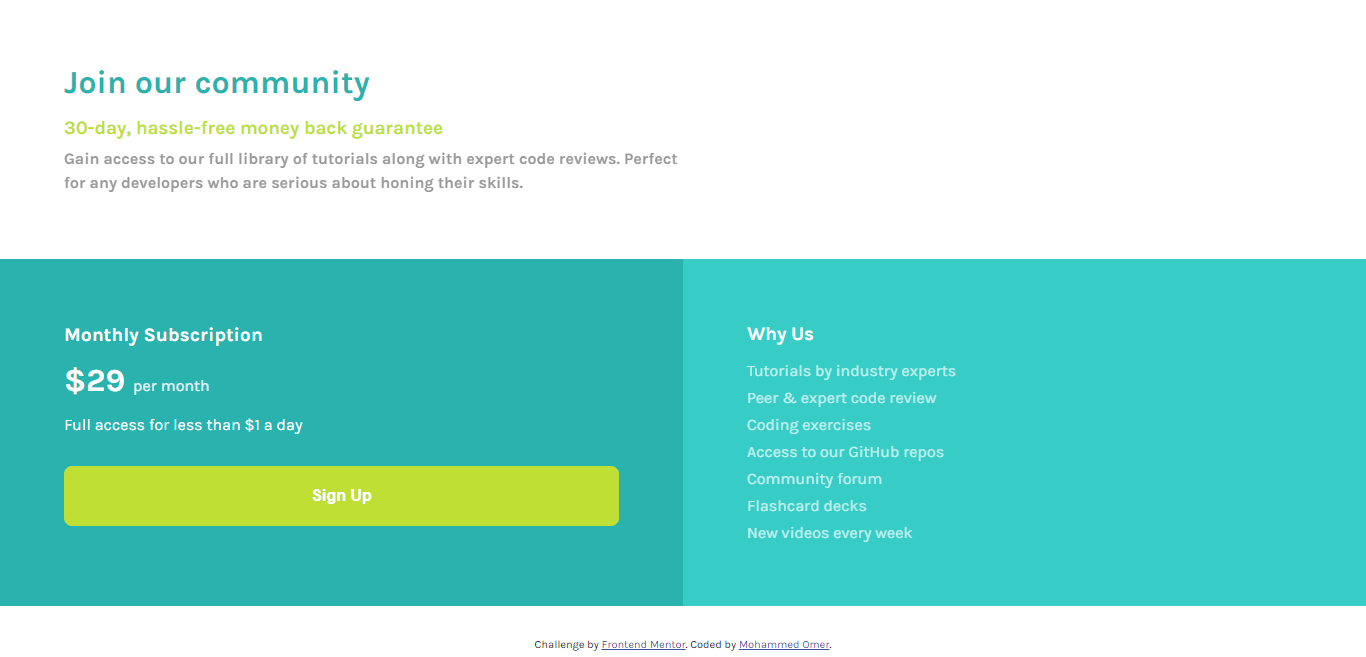 Join our community
30-day, hassle-free money back guarantee
Gain access to our full library of tutorials along with expert code reviews. Perfect
for any developers who are serious about honing their skills.
Monthly Subscription
$29 per month
Full access for less than $1 a day
Sign Up
Why Us
Tutorials by industry experts
Peer & expert code review
Coding exercises
Access to our GitHub repos
Community forum
Flashcard decks
New videos every week
Challenge by Frontend Mentor. Coded by Mohammed Omer.